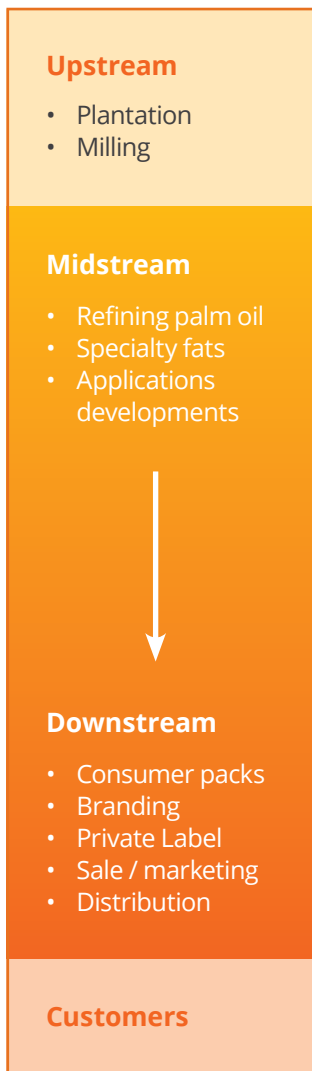 Upstream
• Plantation
• Milling
Midstream
• Refining palm oil
• Specialty fats
• Applications
developments
Downstream
• Consumer packs
• Branding
• Private Label
• Sale / marketing
• Distribution
Customers